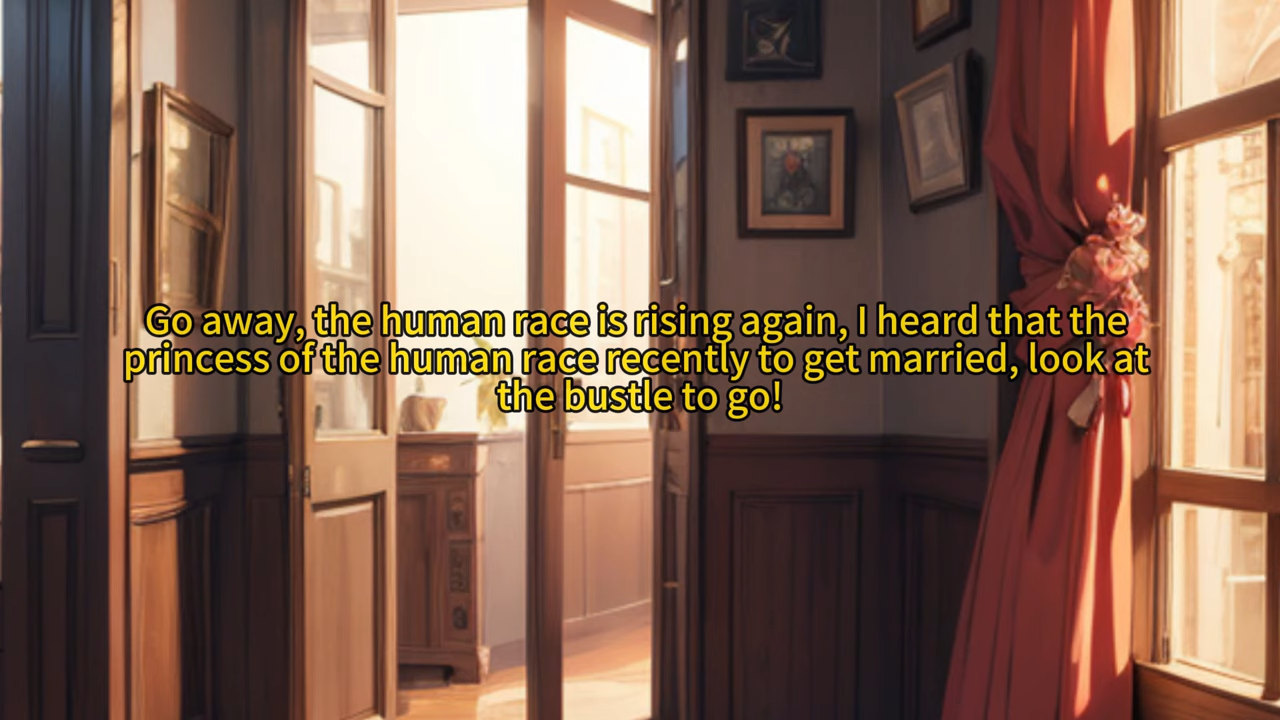 Go away, the human race is rising again, I heard that the
princess of the human race recently to get married, look at
the bustle to go!